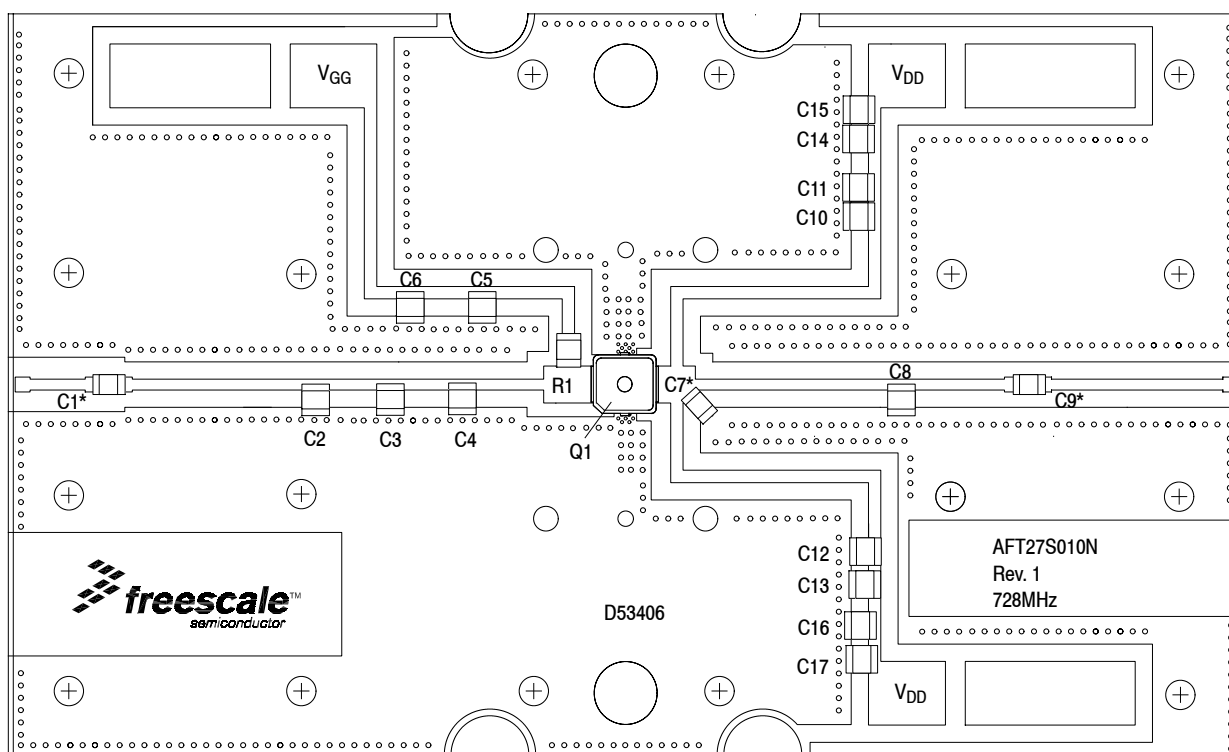 VGG
VDD
C15
C14
C11
C10
C6
C5
C8
R1
C7*
C1*
C9*
C2
C3
C4
Q1
C12
C13
C16
C17
AFT27S010N
Rev. 1
728MHz
freescale™
semiconductor
D53406
VDD